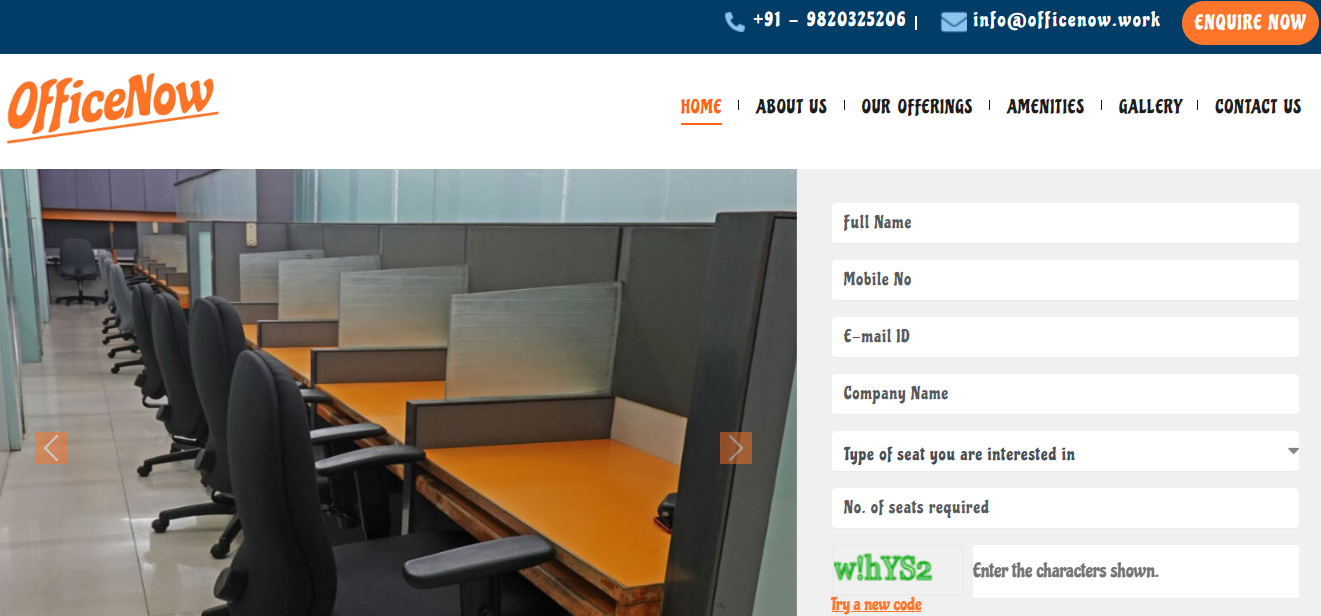 +91 - 9820325206 | info@officenow.work ENQUIRE NOW
OfficeNow
HOME | ABOUT US | OUR OFFERINGS | AMENITIES | GALLERY | CONTACT US
Full Name
Mobile No
E-mail ID
Company Name
Type of seat you are interested in
No. of seats required
w!hYS2 Enter the characters shown.
Try a new code